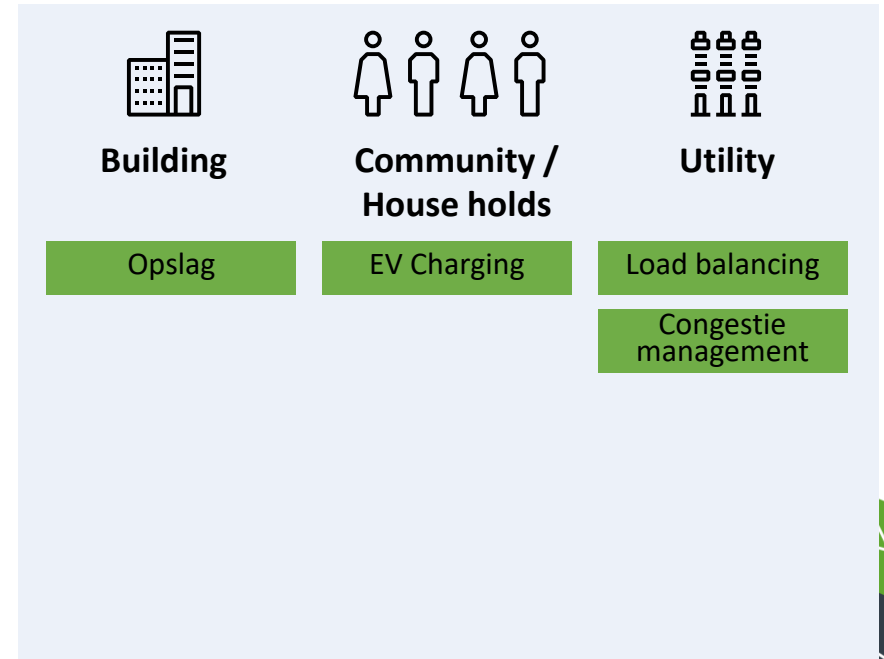 Building
Community /
House holds
Utility
Opslag
EV Charging
Load balancing
Congestie
management